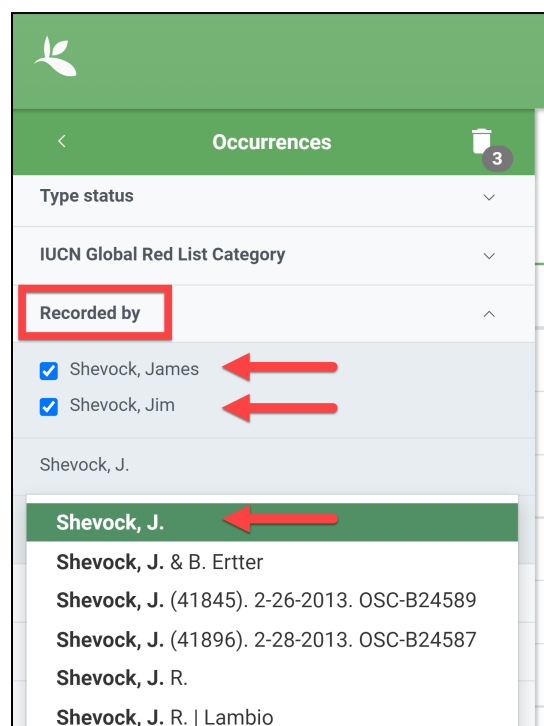 Occurrences
3
Type status
IUCN Global Red List Category
Recorded by
Shevock, James
Shevock, Jim
Shevock, J.
Shevock, J.
Shevock, J. & B. Ertter
Shevock, J. (41845). 2-26-2013. OSC-B24589
Shevock, J. (41896). 2-28-2013. OSC-B24587
Shevock, J. R.
Shevock, J. R. | Lambio